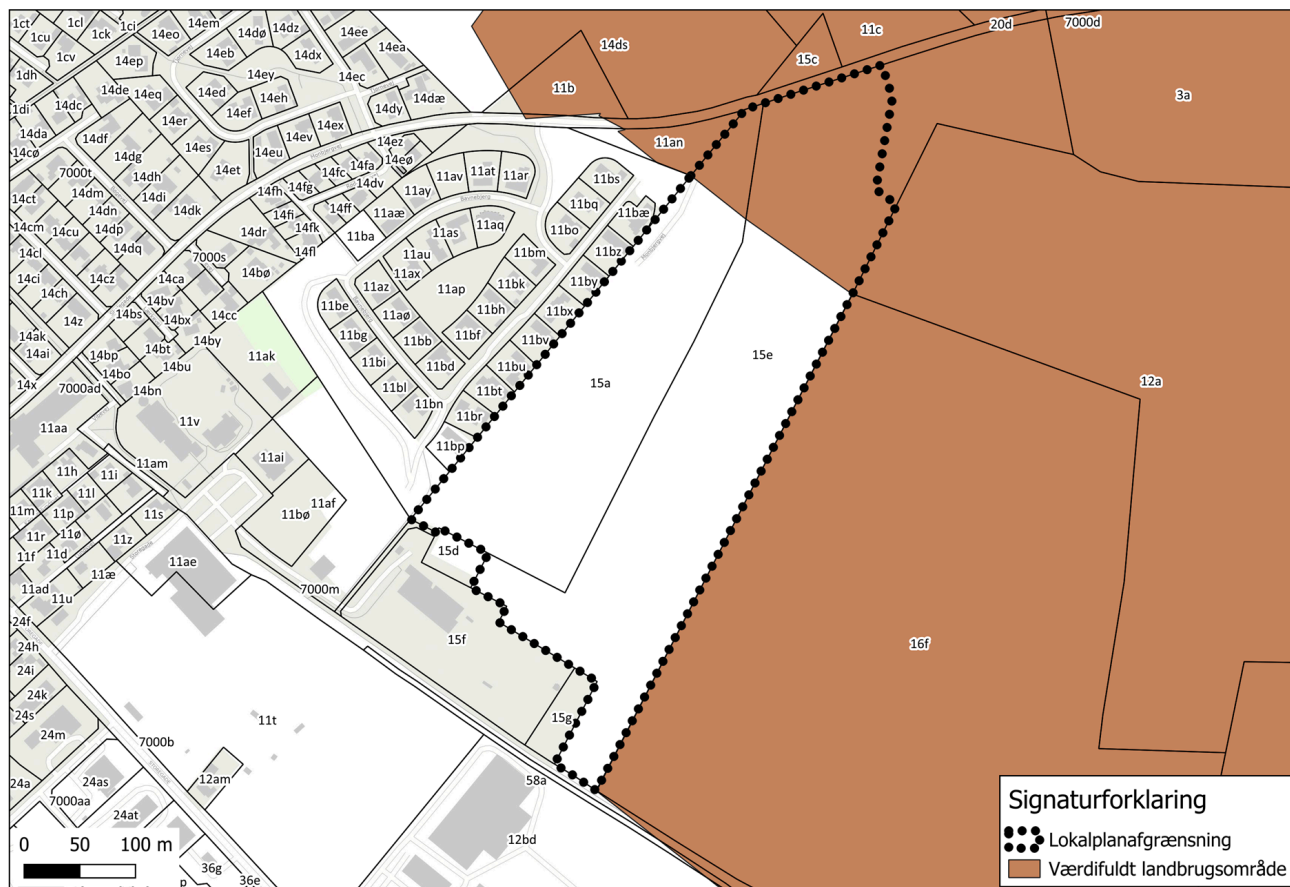 1ct
1cl
1ci
14em
14dø
14dz
14ee
1cu
1ck
14eo
14eb
14dx
14ea
1cv
14ep
14ey
14ec
1dh
14de
14eq
14ed
14eh
14dæ
1di
14dc
14er
14ef
14ex
14dy
14da
14df
14es
14ev
14ez
14cø
14dg
14eu
14fa
14eø
7000t
14dh
14et
14fc
14dv
11ay
11av
11at
11ar
14ct
14dm
14di
14fh
14fg
14ff
11aæ
14dn
14dk
14fi
11as
11aq
14cm
14cu
14dp
14dr
14fk
11ba
14cl
14dq
7000s
14fl
11au
14ci
14cz
14ca
14bø
11ax
11ap
14ch
14bv
11az
14z
14bs
14bx
14cc
11be
11aø
14ak
14by
11bg
11bb
14ai
14bp
14bt
11ak
11bi
11bd
14x
14bo
14bu
11bl
7000ad
14bn
11bn
11v
11aa
11am
11ai
11h
11i
11k
11l
11af
11m
11p
11s
11bø
11r
11ø
11z
11f
11d
11ae
11ad
11æ
11u
7000m
24f
24h
24i
24k
24s
24m
11t
7000b
24a
24as
12am
7000aa
24at
36g
36e
58a
12bd
11bs
11bq
11bæ
11bo
11bm
11bz
11bk
11by
11bh
11bx
11bf
11bv
11bu
11bt
11br
11bp
14ds
11b
11an
15c
11c
20d
7000d
3a
15a
15e
12a
15d
15f
15g
16f
Hornbergvej
Bavnebjerg
0 50 100 m
Signaturforklaring
Lokalplanafgrænsning
Værdifuldt landbrugsområde